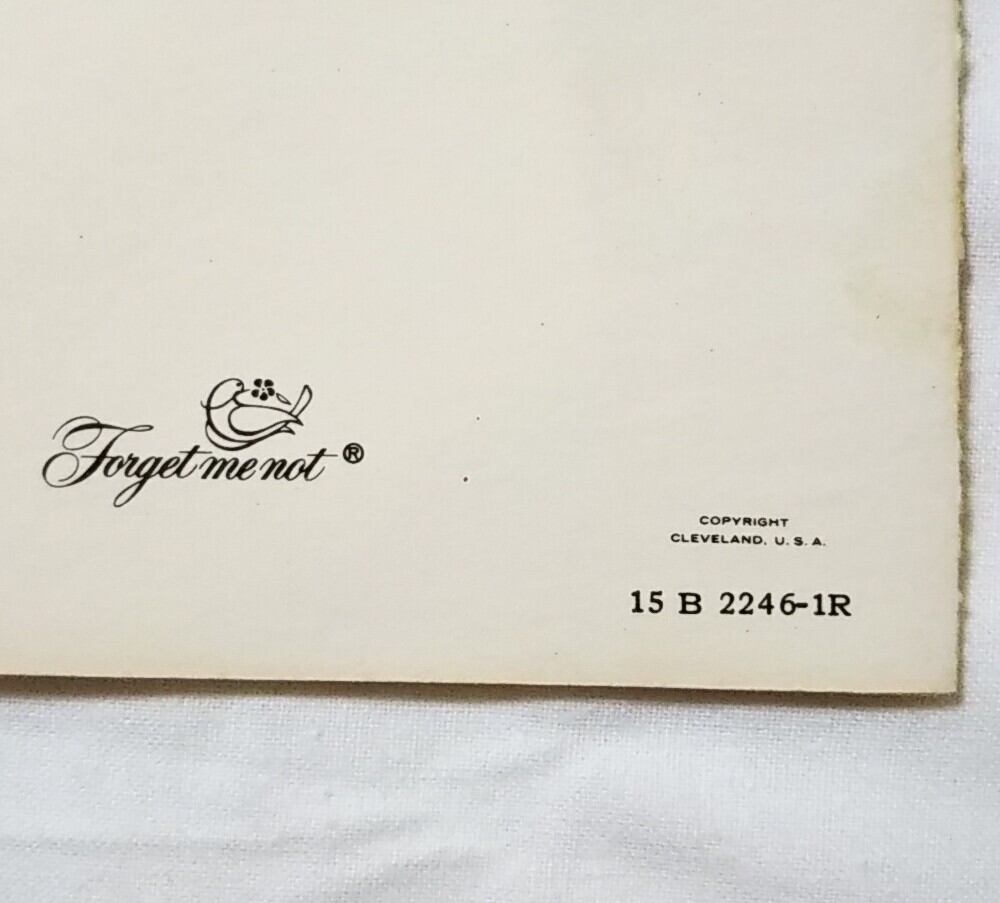 Forget me not ®
COPYRIGHT
CLEVELAND, U. S. A.
15 B 2246-1R